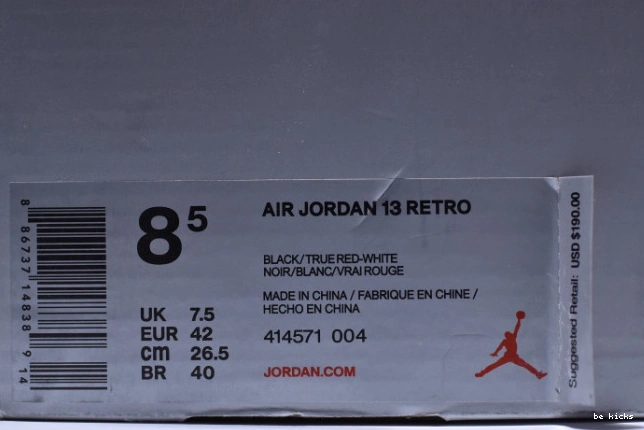 8 86737 14838 9 14
8 5
UK 7.5
EUR 42
cm 26.5
BR 40
AIR JORDAN 13 RETRO
BLACK/TRUE RED-WHITE
NOIR/BLANC/VRAI ROUGE
MADE IN CHINA / FABRIQUE EN CHINE /
HECHO EN CHINA
414571 004
JORDAN.COM
Suggested Retail: USD $190.00
be kicks